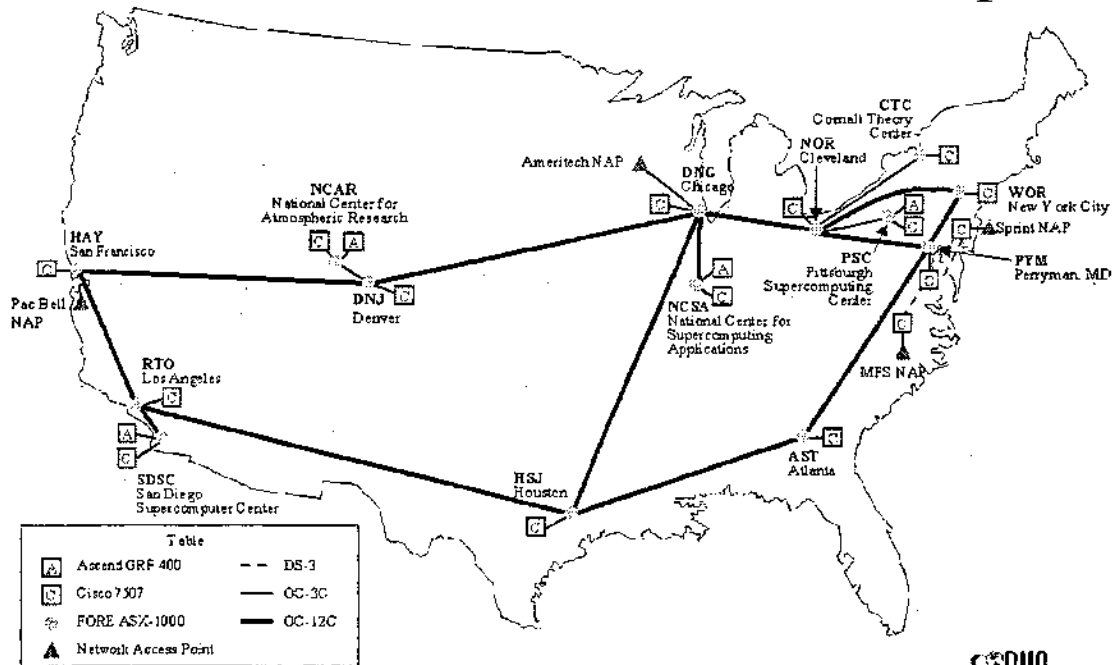 CTC
Cornell Theory
Center
NOR
Cleveland
Ameritech NAP
DNG
Chicago
NCAR
National Center for
Atmospheric Research
WOR
New York City
Sprint NAP
HAY
San Francisco
PSC
Pittsburgh
Supercomputing
Center
PYM
Perryman, MD
Pac Bell
NAP
DNJ
Denver
NCSA
National Center for
Supercomputing
Applications
MFS NAP
RTO
Los Angeles
AST
Atlanta
SDSC
San Diego
Supercomputer Center
HSJ
Houston
Table
A Ascend GRF 400
C Cisco 7507
FORE ASX-1000
Network Access Point
DS-3
OC-3C
OC-12C
C
C
A
C
C
C
C
A
C
C
C
A
C
C
C
C
A
C
C
C